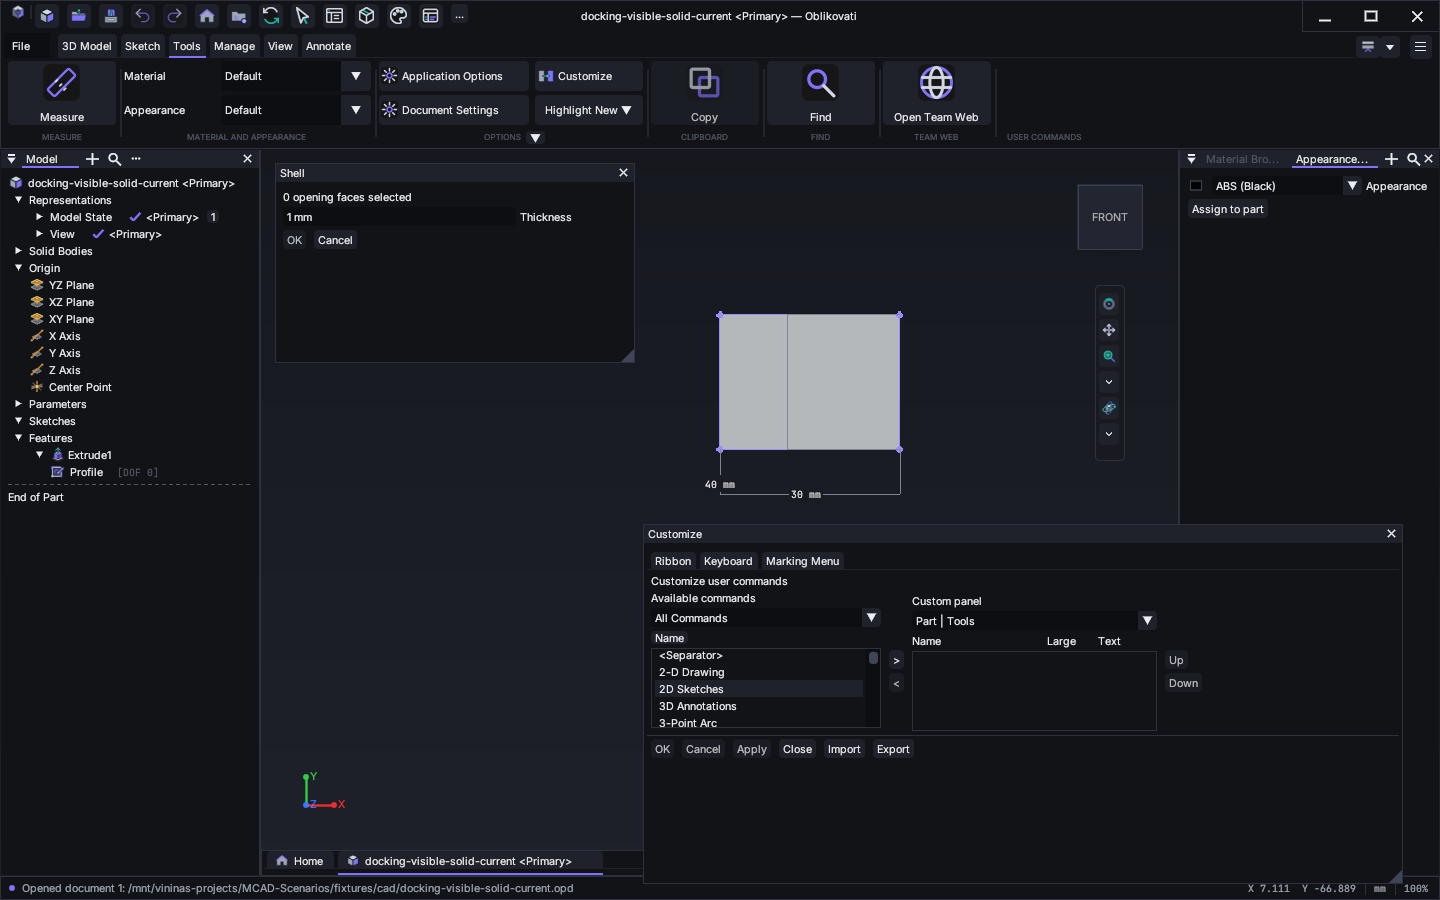 docking-visible-solid-current <Primary> — Oblikovati
File
3D Model
Sketch
Tools
Manage
View
Annotate
Measure
MEASURE
Material
Default
Appearance
Default
MATERIAL AND APPEARANCE
Application Options
Customize
Document Settings
Highlight New
OPTIONS
Copy
CLIPBOARD
Find
FIND
Open Team Web
TEAM WEB
USER COMMANDS
Model
docking-visible-solid-current <Primary>
Representations
Model State
<Primary>
1
View
<Primary>
Solid Bodies
Origin
YZ Plane
XZ Plane
XY Plane
X Axis
Y Axis
Z Axis
Center Point
Parameters
Sketches
Features
Extrude1
Profile
[DOF 0]
End of Part
Shell
0 opening faces selected
1 mm
Thickness
OK
Cancel
FRONT
40 mm
30 mm
Y
Z
X
Material Bro...
Appearance...
ABS (Black)
Appearance
Assign to part
Customize
Ribbon
Keyboard
Marking Menu
Customize user commands
Available commands
All Commands
Name
<Separator>
2-D Drawing
2D Sketches
3D Annotations
3-Point Arc
>
<
Custom panel
Part | Tools
Name
Large
Text
Up
Down
OK
Cancel
Apply
Close
Import
Export
Home
docking-visible-solid-current <Primary>
Opened document 1: /mnt/vininas-projects/MCAD-Scenarios/fixtures/cad/docking-visible-solid-current.opd
X 7.111
Y -66.889
mm
100%